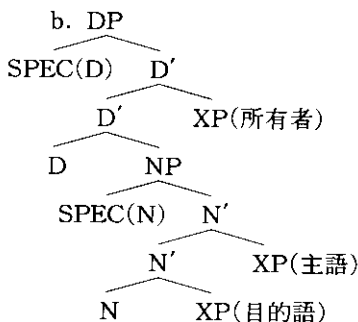 b. DP
SPEC(D) D′
D′ XP(所有者)
D NP
SPEC(N) N′
N′ XP(主語)
N XP(目的語)